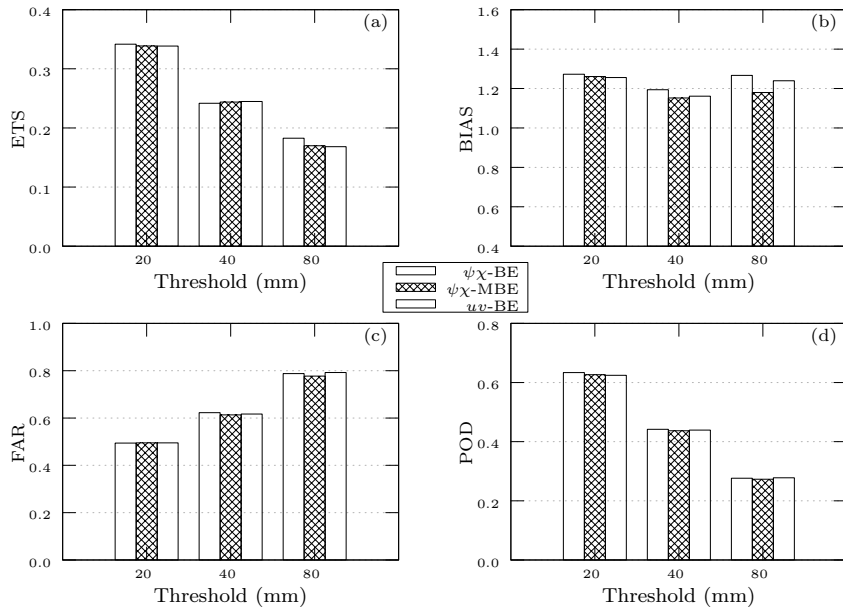 (a)
0.4
0.3
0.2
0.1
0.0
ETS
20 40 80
Threshold (mm)
(b)
1.6
1.4
1.2
1.0
0.8
0.6
0.4
BIAS
20 40 80
Threshold (mm)
ψχ-BE
ψχ-MBE
uv-BE
(c)
1.0
0.8
0.6
0.4
0.2
0.0
FAR
20 40 80
Threshold (mm)
(d)
0.8
0.6
0.4
0.2
0.0
POD
20 40 80
Threshold (mm)